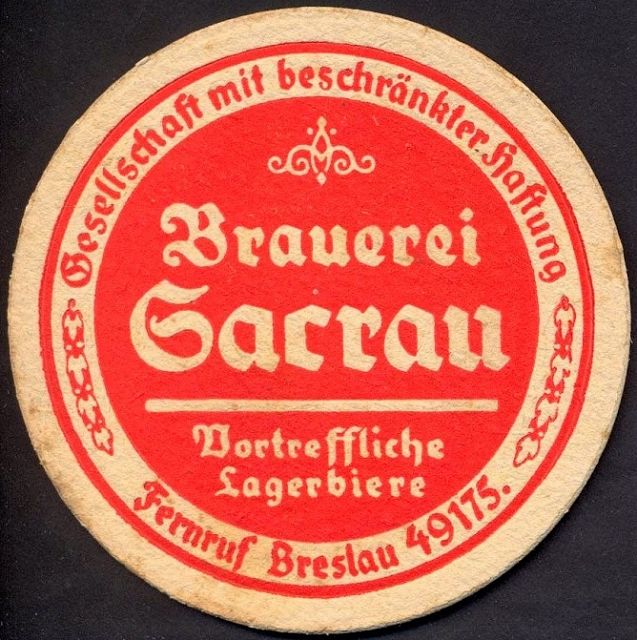 Gesellschaft mit beschränkter Haftung
Brauerei
Sacrau
Vortreffliche
Lagerbiere
Fernruf Breslau 49175.